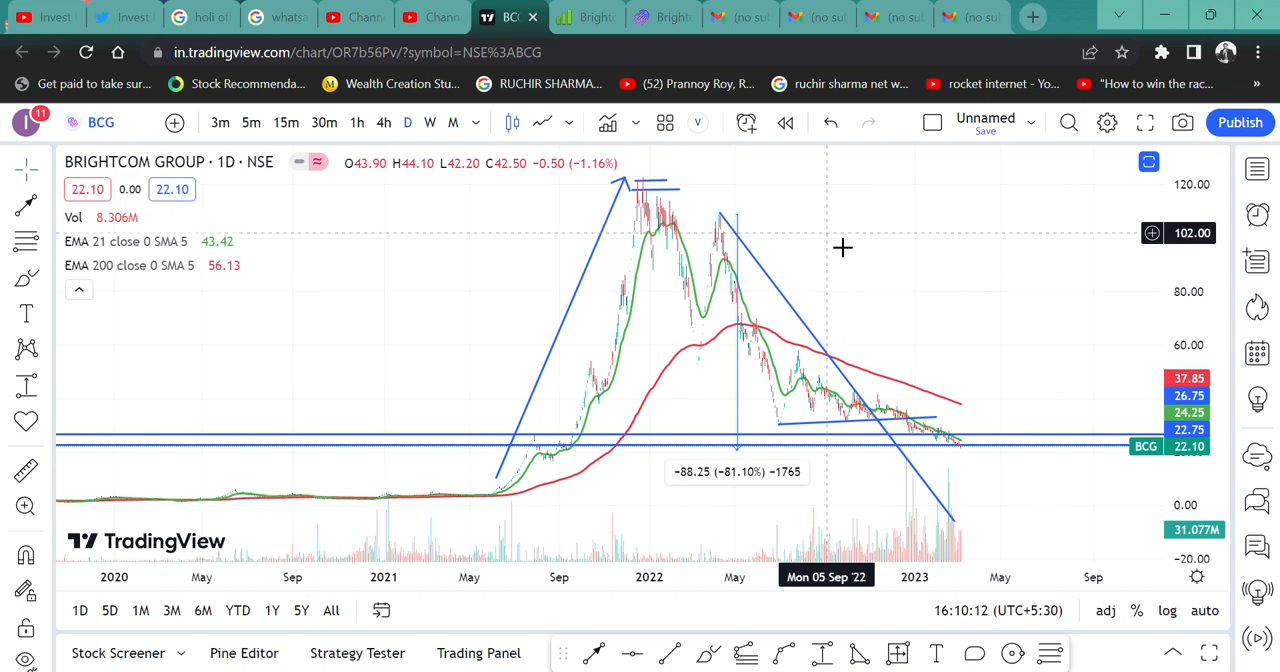 Invest
Invest
holi of
whatsa
Chann
Chann
BC
Bright
Bright
(no su
(no su
(no su
(no su
in.tradingview.com/chart/OR7b56Pv/?symbol=NSE%3ABCG
Get paid to take sur...
Stock Recommenda...
Wealth Creation Stu...
RUCHIR SHARMA...
(52) Prannoy Roy, R...
ruchir sharma net w...
rocket internet - Yo...
"How to win the rac...
»
I
11
BCG
3m
5m
15m
30m
1h
4h
D
W
M
V
Unnamed
Save
Publish
BRIGHTCOM GROUP · 1D · NSE
O43.90 H44.10 L42.20 C42.50 −0.50 (−1.16%)
22.10
0.00
22.10
Vol 8.306M
EMA 21 close 0 SMA 5 43.42
EMA 200 close 0 SMA 5 56.13
120.00
102.00
80.00
60.00
37.85
26.75
24.25
22.75
BCG 22.10
0.00
31.077M
−20.00
−88.25 (−81.10%) −1765
TradingView
2020
May
Sep
2021
May
Sep
2022
May
Mon 05 Sep '22
2023
May
Sep
1D
5D
1M
3M
6M
YTD
1Y
5Y
All
16:10:12 (UTC+5:30)
adj
%
log
auto
Stock Screener
Pine Editor
Strategy Tester
Trading Panel
T